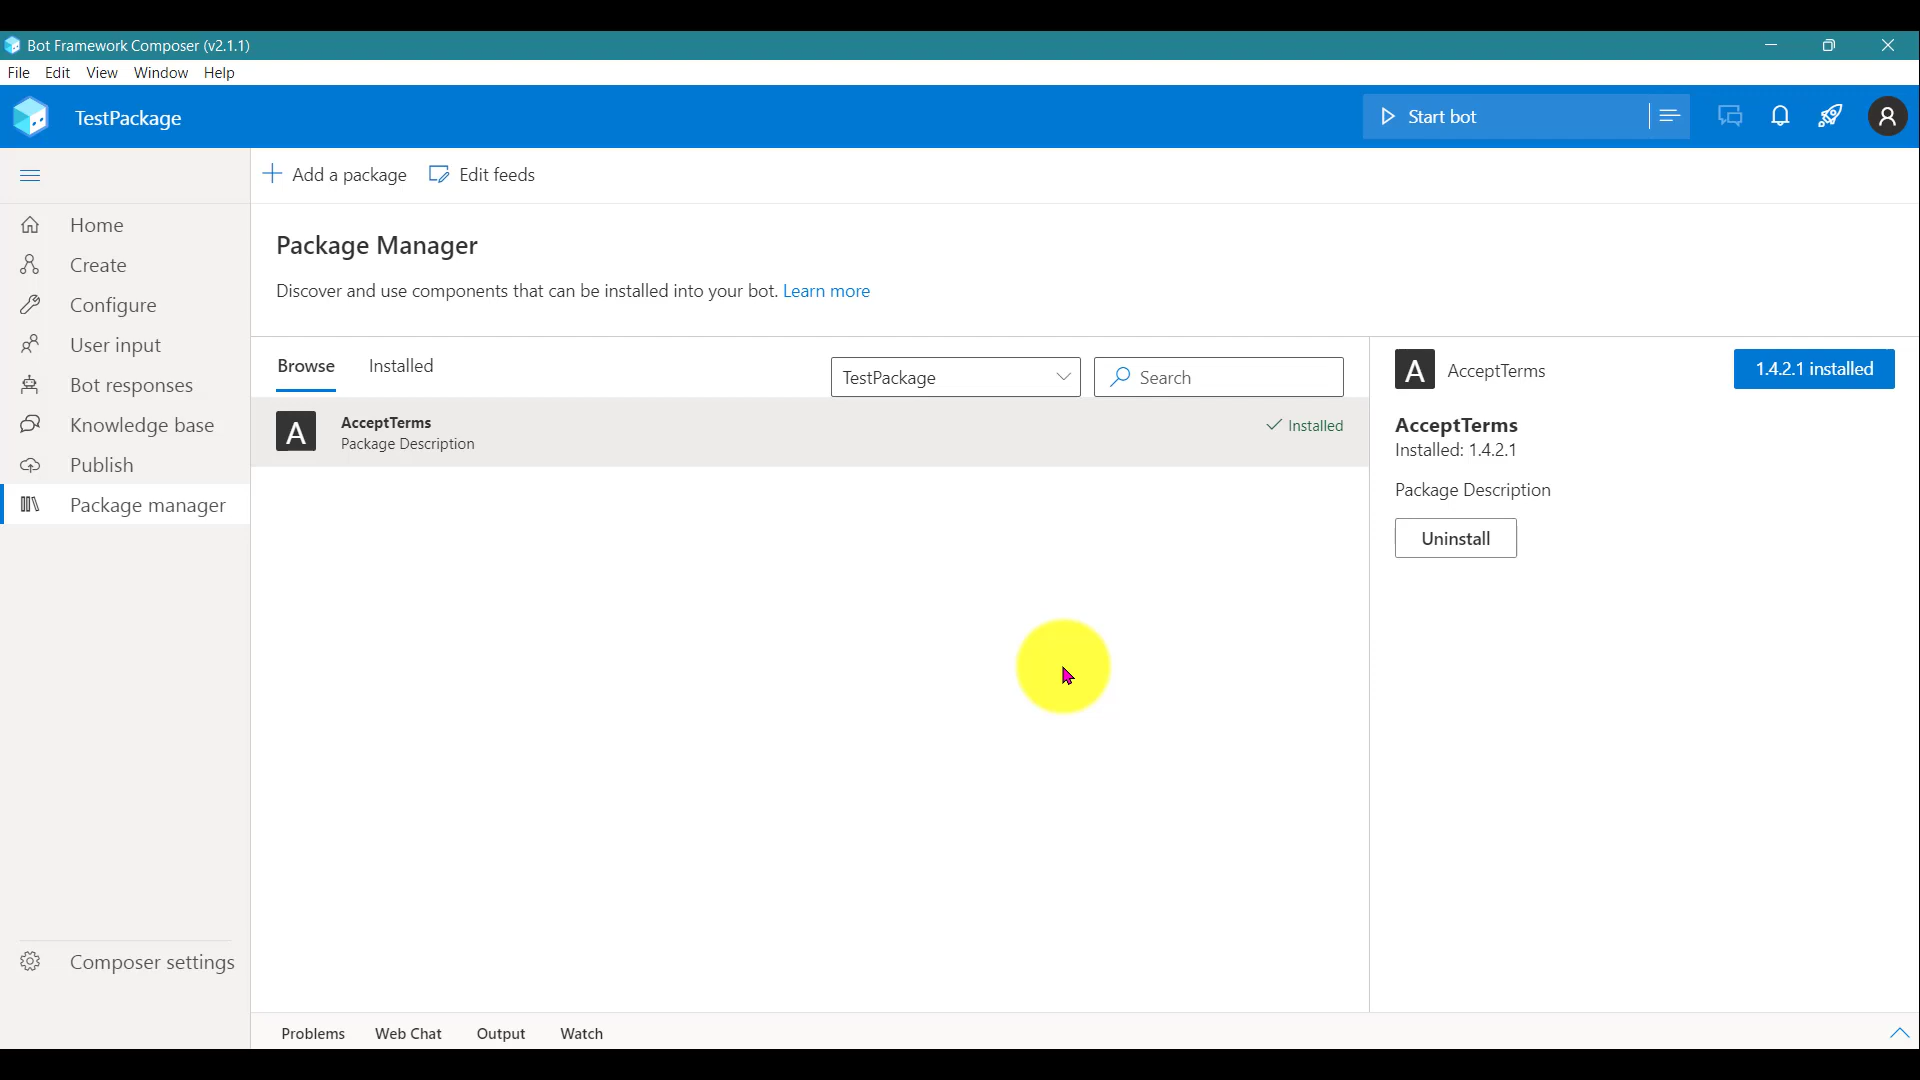 Bot Framework Composer (v2.1.1)
File Edit View Window Help
TestPackage
Start bot
Add a package Edit feeds
Home
Create
Configure
User input
Bot responses
Knowledge base
Publish
Package manager
Composer settings
Package Manager
Discover and use components that can be installed into your bot. Learn more
Browse Installed
TestPackage
Search
A
AcceptTerms
Package Description
Installed
A
AcceptTerms
1.4.2.1 installed
AcceptTerms
Installed: 1.4.2.1
Package Description
Uninstall
Problems Web Chat Output Watch